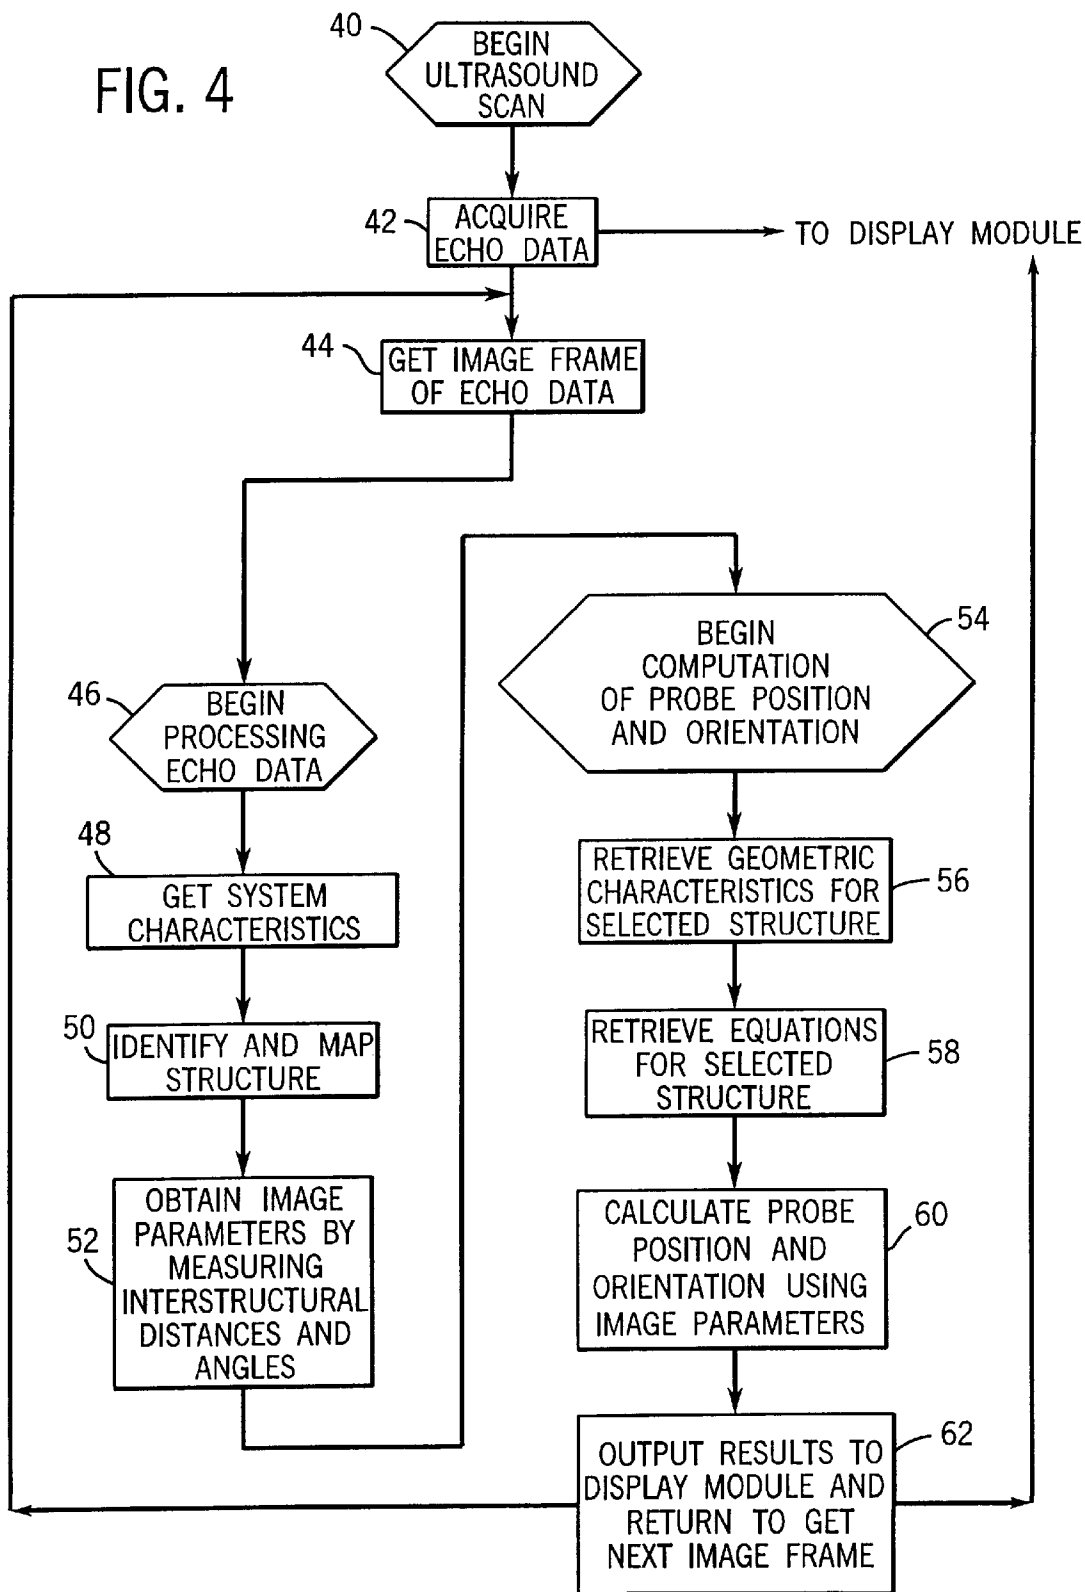 FIG. 4
40
BEGIN
ULTRASOUND
SCAN
42
ACQUIRE
ECHO DATA
TO DISPLAY MODULE
44
GET IMAGE FRAME
OF ECHO DATA
46
BEGIN
PROCESSING
ECHO DATA
48
GET SYSTEM
CHARACTERISTICS
50
IDENTIFY AND MAP
STRUCTURE
52
OBTAIN IMAGE
PARAMETERS BY
MEASURING
INTERSTRUCTURAL
DISTANCES AND
ANGLES
54
BEGIN
COMPUTATION
OF PROBE POSITION
AND ORIENTATION
56
RETRIEVE GEOMETRIC
CHARACTERISTICS FOR
SELECTED STRUCTURE
58
RETRIEVE EQUATIONS
FOR SELECTED
STRUCTURE
60
CALCULATE PROBE
POSITION AND
ORIENTATION USING
IMAGE PARAMETERS
62
OUTPUT RESULTS TO
DISPLAY MODULE AND
RETURN TO GET
NEXT IMAGE FRAME